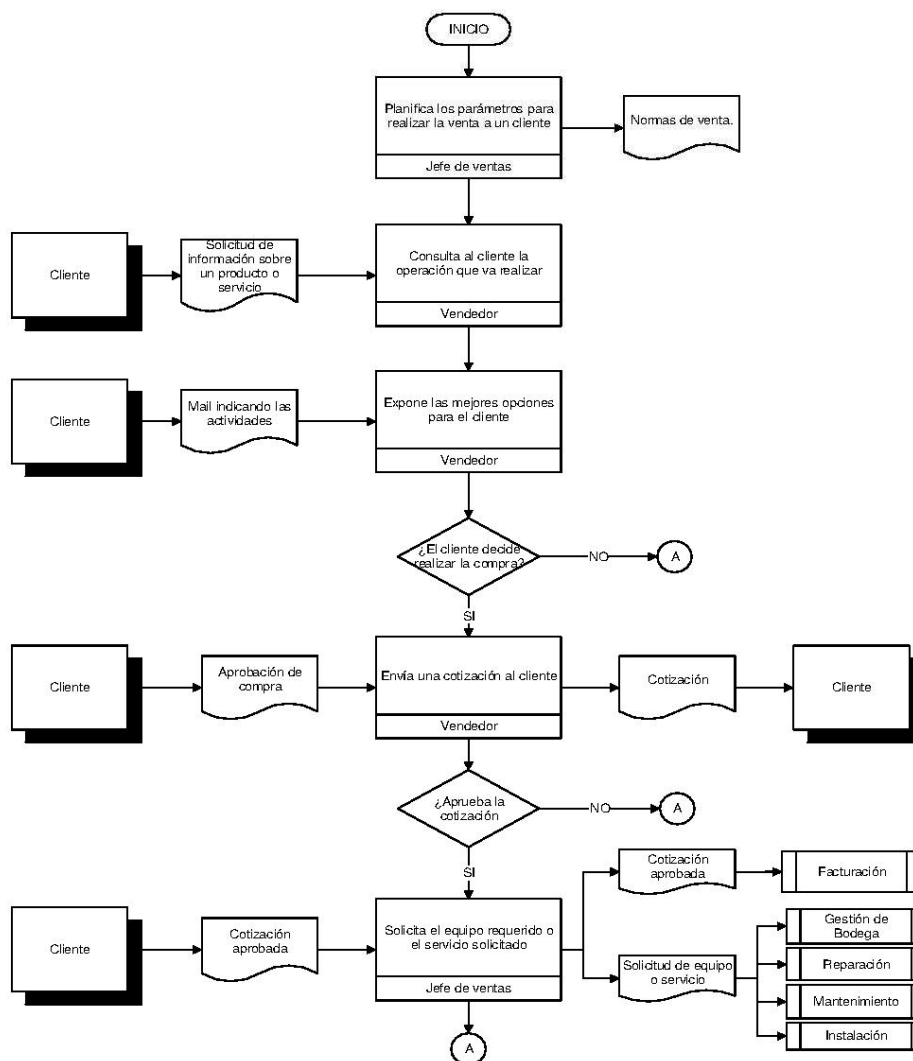 INICIO
Planifica los parámetros para
realizar la venta a un cliente
Jefe de ventas
Normas de venta.
Cliente
Solicitud de
información sobre
un producto o
servicio
Consulta al cliente la
operación que va realizar
Vendedor
Cliente
Mail indicando las
actividades
Expone las mejores opciones
para el cliente
Vendedor
¿El cliente decide
realizar la compra?
NO
A
SI
Cliente
Aprobación de
compra
Envía una cotización al cliente
Vendedor
Cotización
Cliente
¿Aprueba la
cotización
NO
A
SI
Cliente
Cotización
aprobada
Solicita el equipo requerido o
el servicio solicitado
Jefe de ventas
Cotización
aprobada
Facturación
Solicitud de equipo
o servicio
Gestión de
Bodega
Reparación
Mantenimiento
Instalación
A